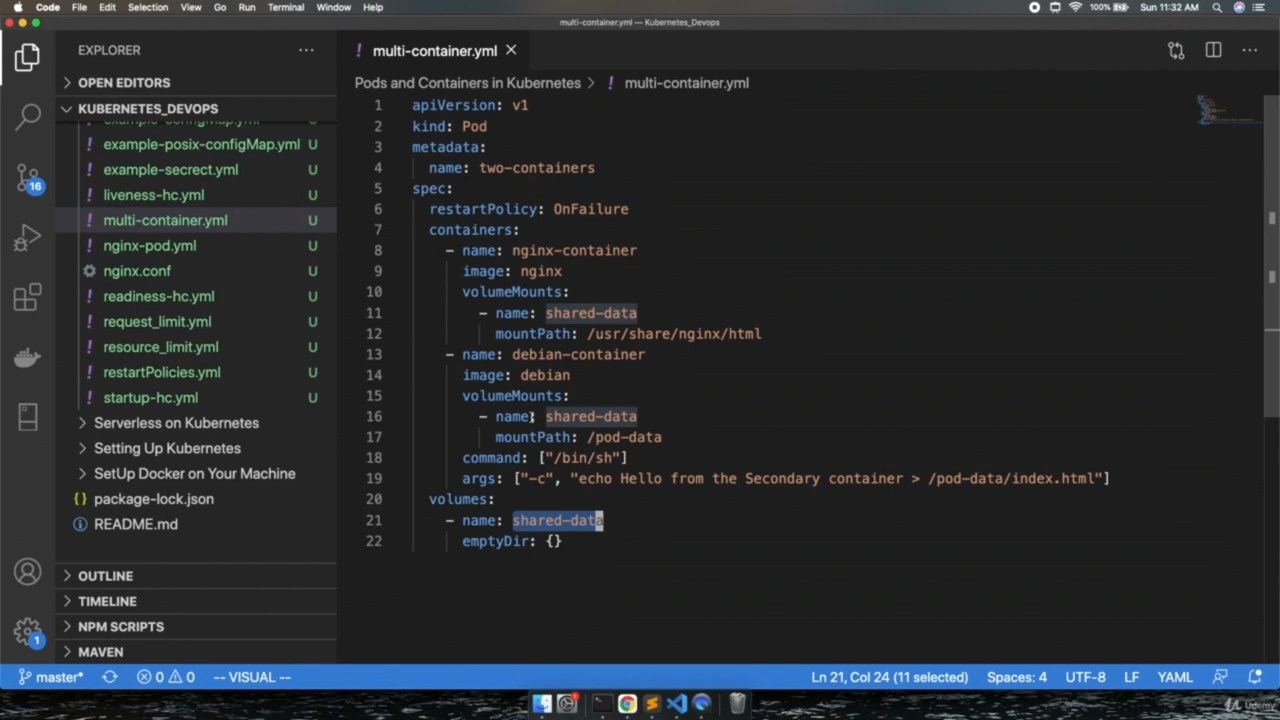 Code File Edit Selection View Go Run Terminal Window Help 100% Sun 11:32 AM
multi-container.yml — Kubernetes_Devops
EXPLORER
OPEN EDITORS
KUBERNETES_DEVOPS
example-configMap.yml U
example-posix-configMap.yml U
example-secrect.yml U
liveness-hc.yml U
multi-container.yml U
nginx-pod.yml U
nginx.conf U
readiness-hc.yml U
request_limit.yml U
resource_limit.yml U
restartPolicies.yml U
startup-hc.yml U
Serverless on Kubernetes
Setting Up Kubernetes
SetUp Docker on Your Machine
package-lock.json
README.md
OUTLINE
TIMELINE
NPM SCRIPTS
MAVEN
16
1
! multi-container.yml
Pods and Containers in Kubernetes > ! multi-container.yml
1 apiVersion: v1
2 kind: Pod
3 metadata:
4 name: two-containers
5 spec:
6 restartPolicy: OnFailure
7 containers:
8 - name: nginx-container
9 image: nginx
10 volumeMounts:
11 - name: shared-data
12 mountPath: /usr/share/nginx/html
13 - name: debian-container
14 image: debian
15 volumeMounts:
16 - name: shared-data
17 mountPath: /pod-data
18 command: ["/bin/sh"]
19 args: ["-c", "echo Hello from the Secondary container > /pod-data/index.html"]
20 volumes:
21 - name: shared-data
22 emptyDir: {}
master* 0 0 -- VISUAL -- Ln 21, Col 24 (11 selected) Spaces: 4 UTF-8 LF YAML
Udemy